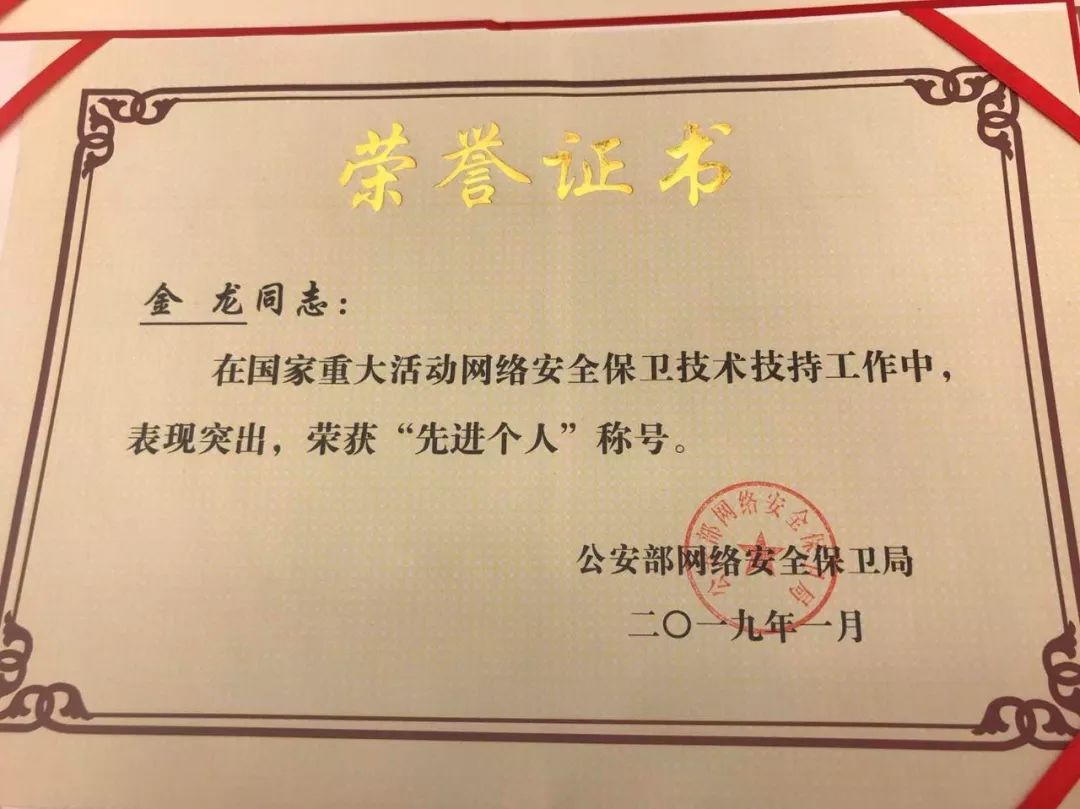 荣誉证书
金 龙同志：
在国家重大活动网络安全保卫技术技持工作中，
表现突出，荣获“先进个人”称号。
公安部网络安全保卫局
公安部网络安全保卫局
二〇一九年一月